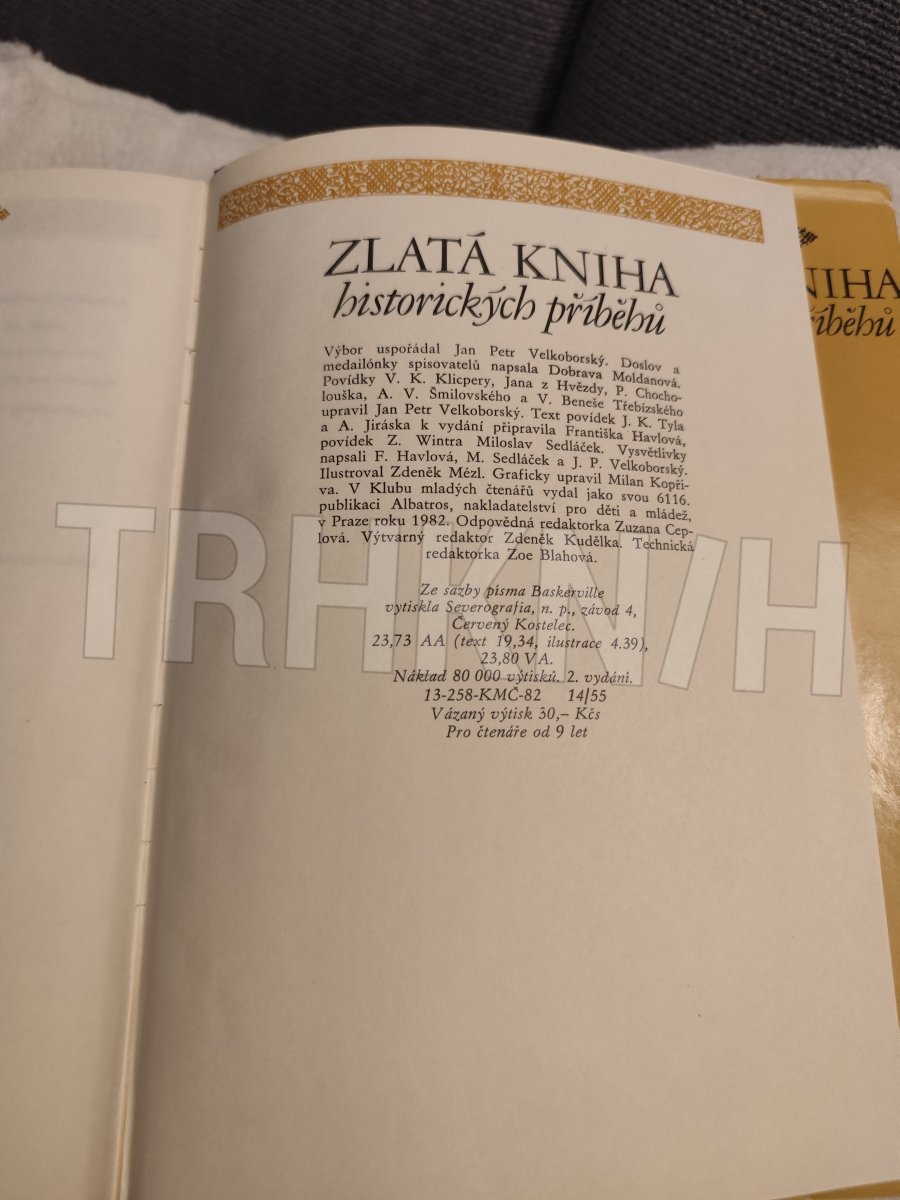 ZLATÁ KNIHA
historických příběhů
Výbor uspořádal Jan Petr Velkoborský. Doslov a
medailónky spisovatelů napsala Dobrava Moldanová.
Povídky V. K. Klicpery, Jana z Hvězdy, P. Chocho-
louška, A. V. Šmilovského a V. Beneše Třebízského
upravil Jan Petr Velkoborský. Text povídek J. K. Tyla
a A. Jiráska k vydání připravila Františka Havlová,
povídek Z. Wintra Miloslav Sedláček. Vysvětlivky
napsali F. Havlová, M. Sedláček a J. P. Velkoborský.
Ilustroval Zdeněk Mézl. Graficky upravil Milan Kopři-
va. V Klubu mladých čtenářů vydal jako svou 6116.
publikaci Albatros, nakladatelství pro děti a mládež,
v Praze roku 1982. Odpovědná redaktorka Zuzana Cep-
lová. Výtvarný redaktor Zdeněk Kudělka. Technická
redaktorka Zoe Blahová.
Ze sazby písma Baskerville
vytiskla Severografia, n. p., závod 4,
Červený Kostelec.
23,73 AA (text 19,34, ilustrace 4.39),
23,80 VA.
Náklad 80 000 výtisků. 2. vydání.
13-258-KMČ-82 14/55
Vázaný výtisk 30,– Kčs
Pro čtenáře od 9 let
NIHA
říběhů
TRHKNIH